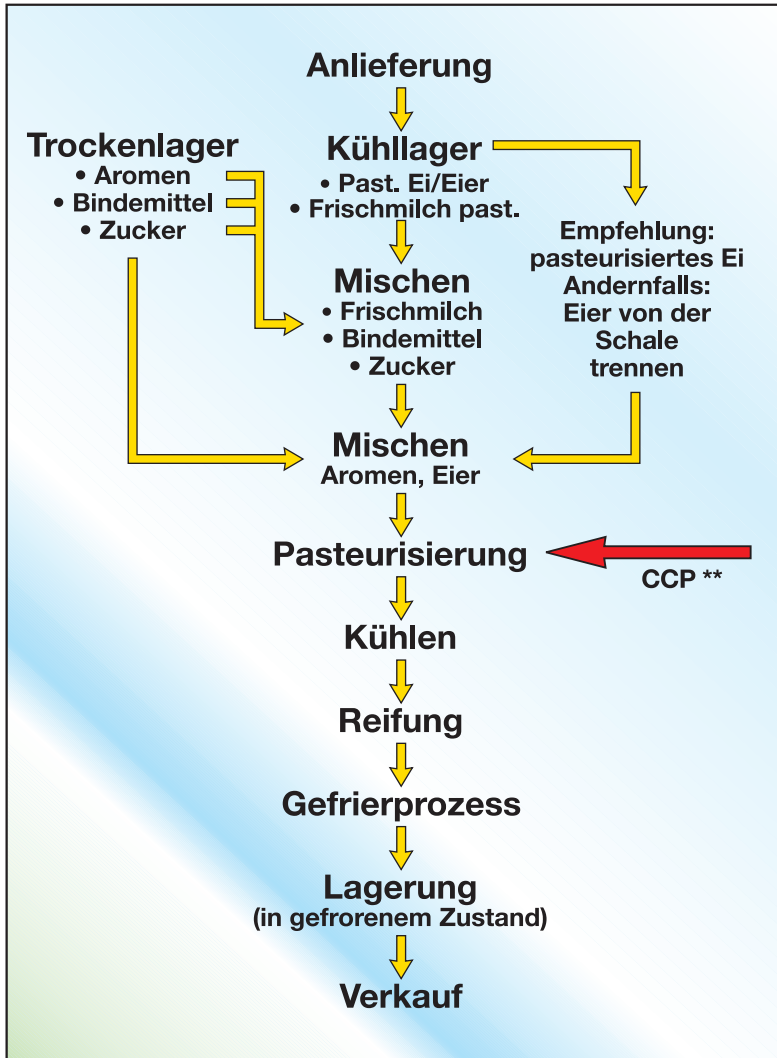 Anlieferung
Trockenlager
• Aromen
• Bindemittel
• Zucker
Kühllager
• Past. Ei/Eier
• Frischmilch past.
Empfehlung:
pasteurisiertes Ei
Andernfalls:
Eier von der
Schale
trennen
Mischen
• Frischmilch
• Bindemittel
• Zucker
Mischen
Aromen, Eier
Pasteurisierung
CCP **
Kühlen
Reifung
Gefrierprozess
Lagerung
(in gefrorenem Zustand)
Verkauf